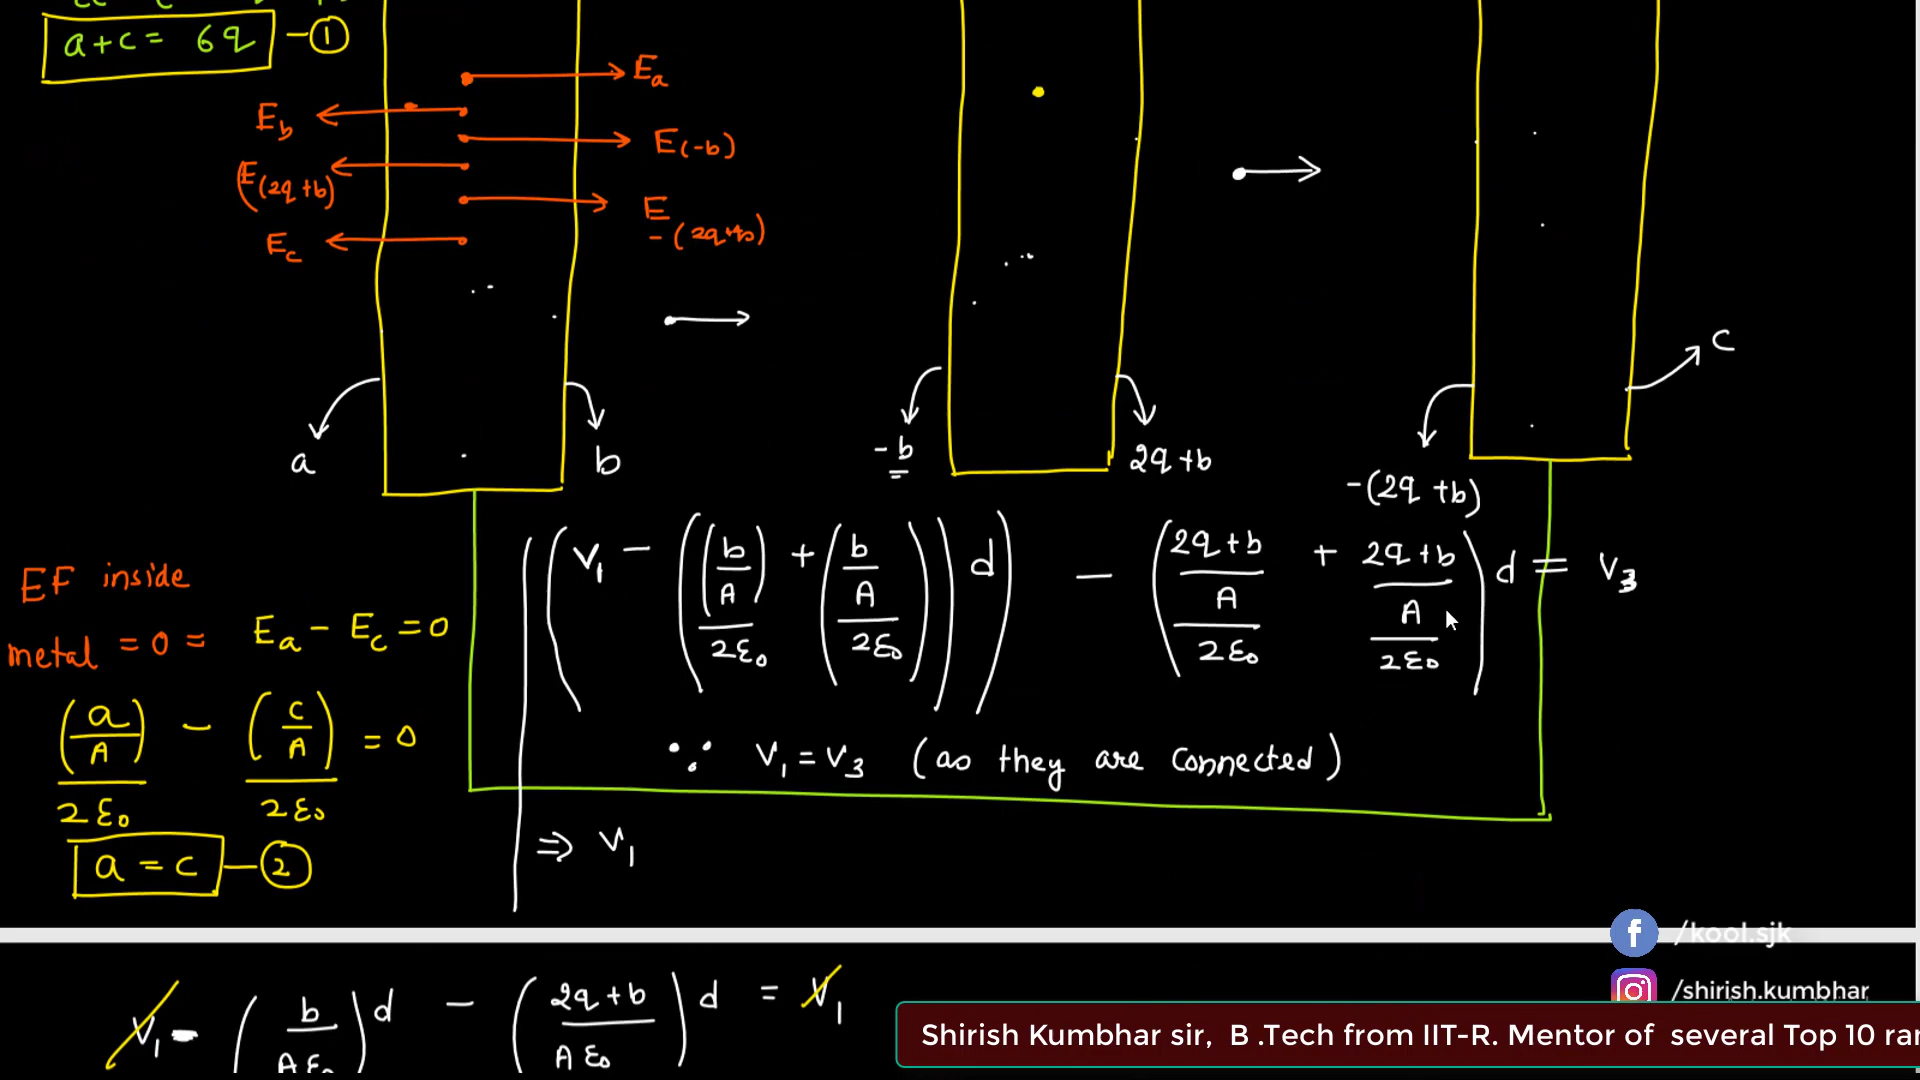 a + c = 6q — ①
Ea
Eb
E(-b)
E(2q+b)
E -(2q+b)
Ec
a
b
-b
2q+b
-(2q+b)
c
EF inside
metal = 0 = Ea - Ec = 0
(a/A)/2ε₀ - (c/A)/2ε₀ = 0
a = c — ②
(V₁ - ((b/A)/2ε₀ + (b/A)/2ε₀) d) - ((2q+b)/A/2ε₀ + (2q+b)/A/2ε₀) d = V₃
∵ V₁ = V₃ (as they are connected)
⇒ V₁
V₁ - (b/Aε₀) d - ((2q+b)/Aε₀) d = V₁
/kool.sjk
/shirish.kumbhar
Shirish Kumbhar sir, B .Tech from IIT-R. Mentor of several Top 10